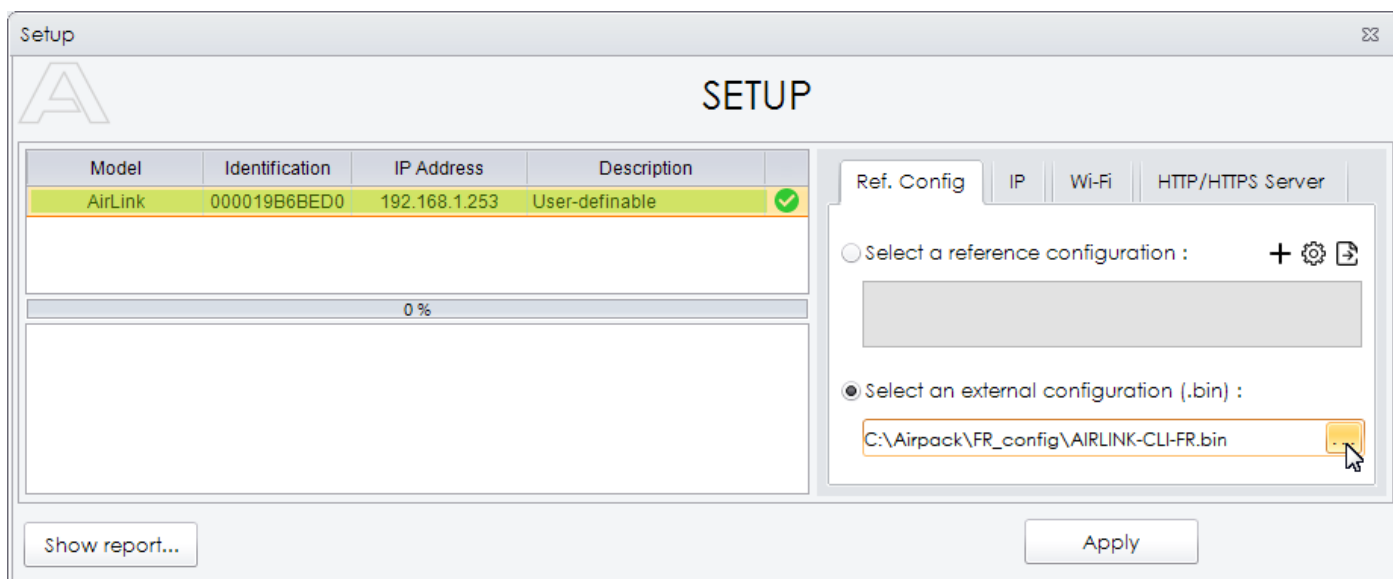 Setup
SETUP
Model Identification IP Address Description
AirLink 000019B6BED0 192.168.1.253 User-definable
0 %
Ref. Config IP Wi-Fi HTTP/HTTPS Server
Select a reference configuration :
Select an external configuration (.bin) :
C:\Airpack\FR_config\AIRLINK-CLI-FR.bin ...
Show report...
Apply